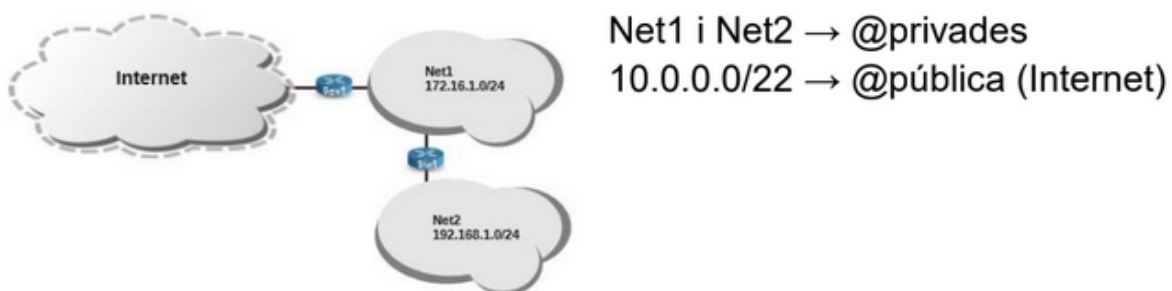 Net1 i Net2 → @privades
10.0.0.0/22 → @pública (Internet)
Internet
Net1
172.16.1.0/24
Net2
192.168.1.0/24